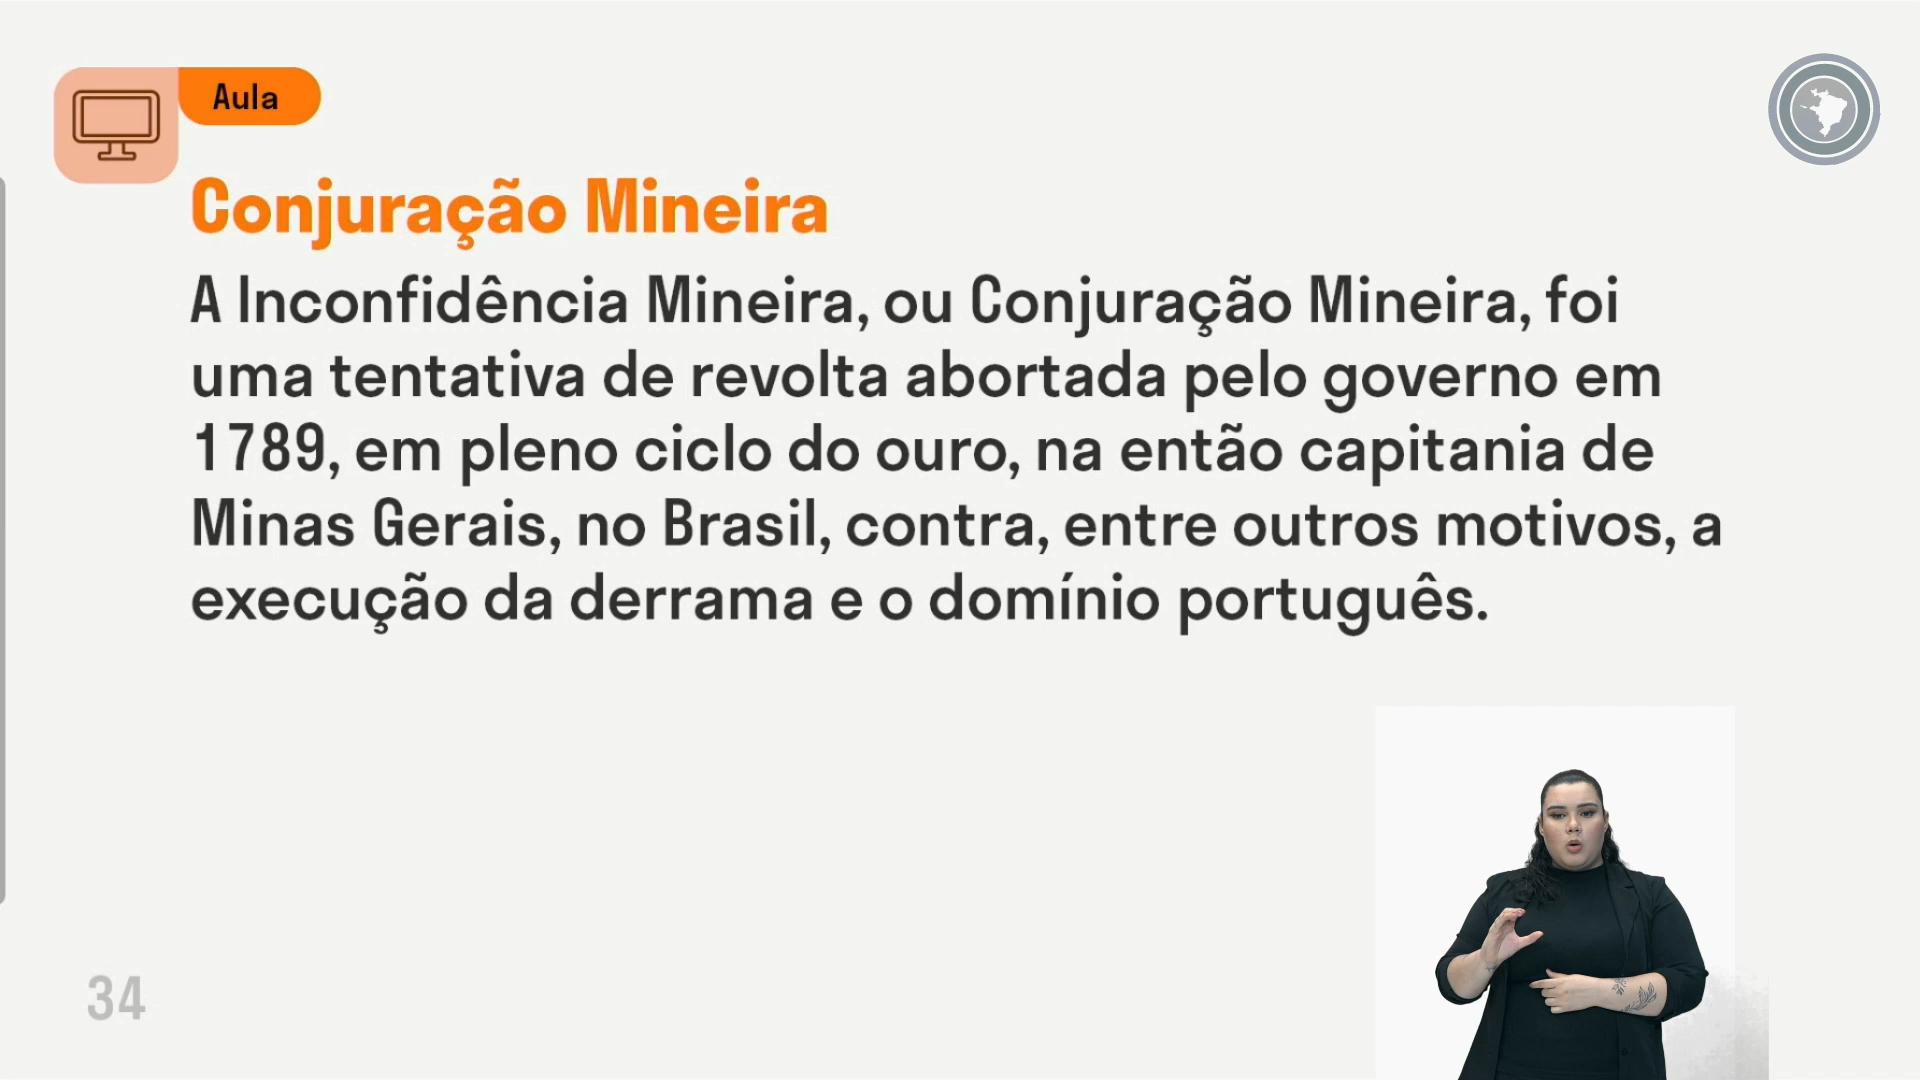 Aula
Conjuração Mineira
A Inconfidência Mineira, ou Conjuração Mineira, foi
uma tentativa de revolta abortada pelo governo em
1789, em pleno ciclo do ouro, na então capitania de
Minas Gerais, no Brasil, contra, entre outros motivos, a
execução da derrama e o domínio português.
34